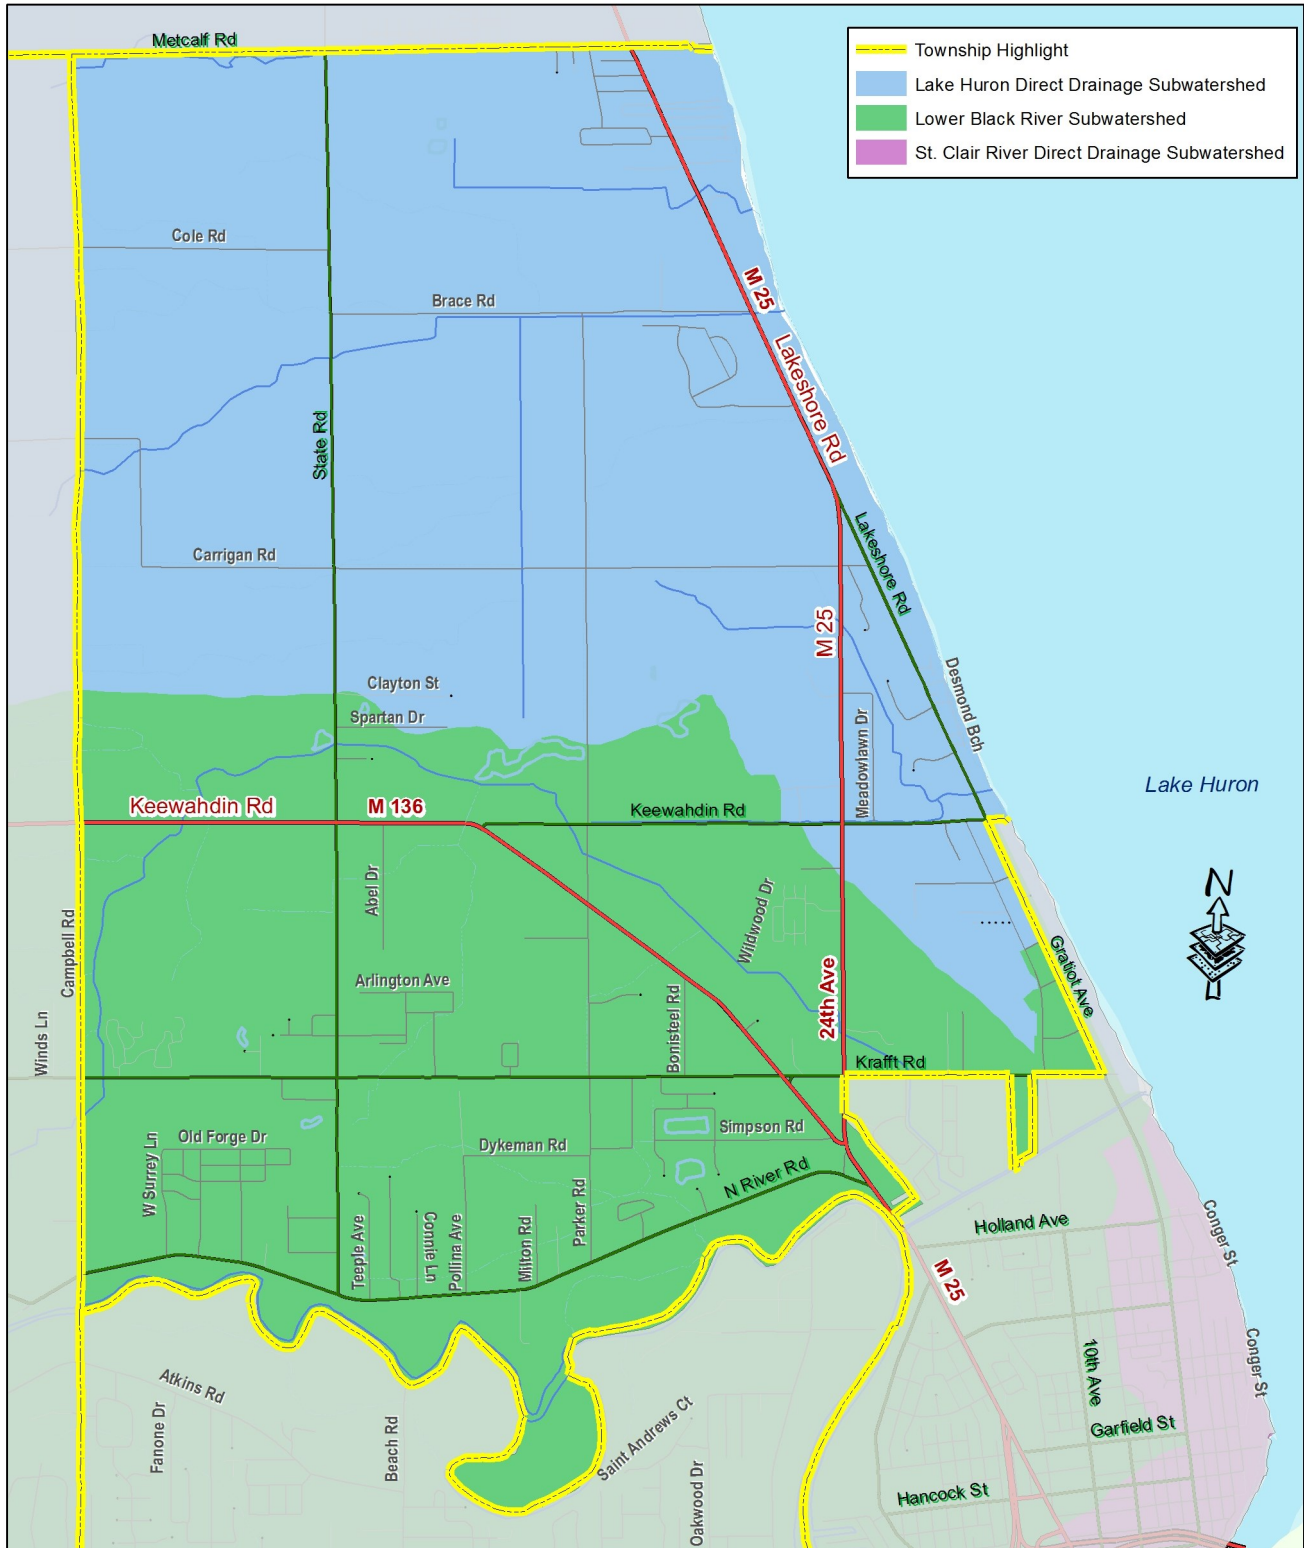 Metcalf Rd
Township Highlight
Lake Huron Direct Drainage Subwatershed
Lower Black River Subwatershed
St. Clair River Direct Drainage Subwatershed
Cole Rd
Brace Rd
M 25
Lakeshore Rd
State Rd
Carrigan Rd
Lakeshore Rd
M 25
Clayton St
Spartan Dr
Desmond Bch
Meadowlawn Dr
Lake Huron
Keewahdin Rd
M 136
Keewahdin Rd
N
Abel Dr
Wildwood Dr
Campbell Rd
Gratiot Ave
Arlington Ave
24th Ave
Bonisteel Rd
Winds Ln
Krafft Rd
Simpson Rd
Old Forge Dr
Dykeman Rd
W Surrey Ln
N River Rd
Parker Rd
Teeple Ave
Connie Ln
Pollina Ave
Milton Rd
Holland Ave
Conger St
M 25
Conger St
10th Ave
Atkins Rd
Fanone Dr
Beach Rd
Saint Andrews Ct
Garfield St
Oakwood Dr
Hancock St